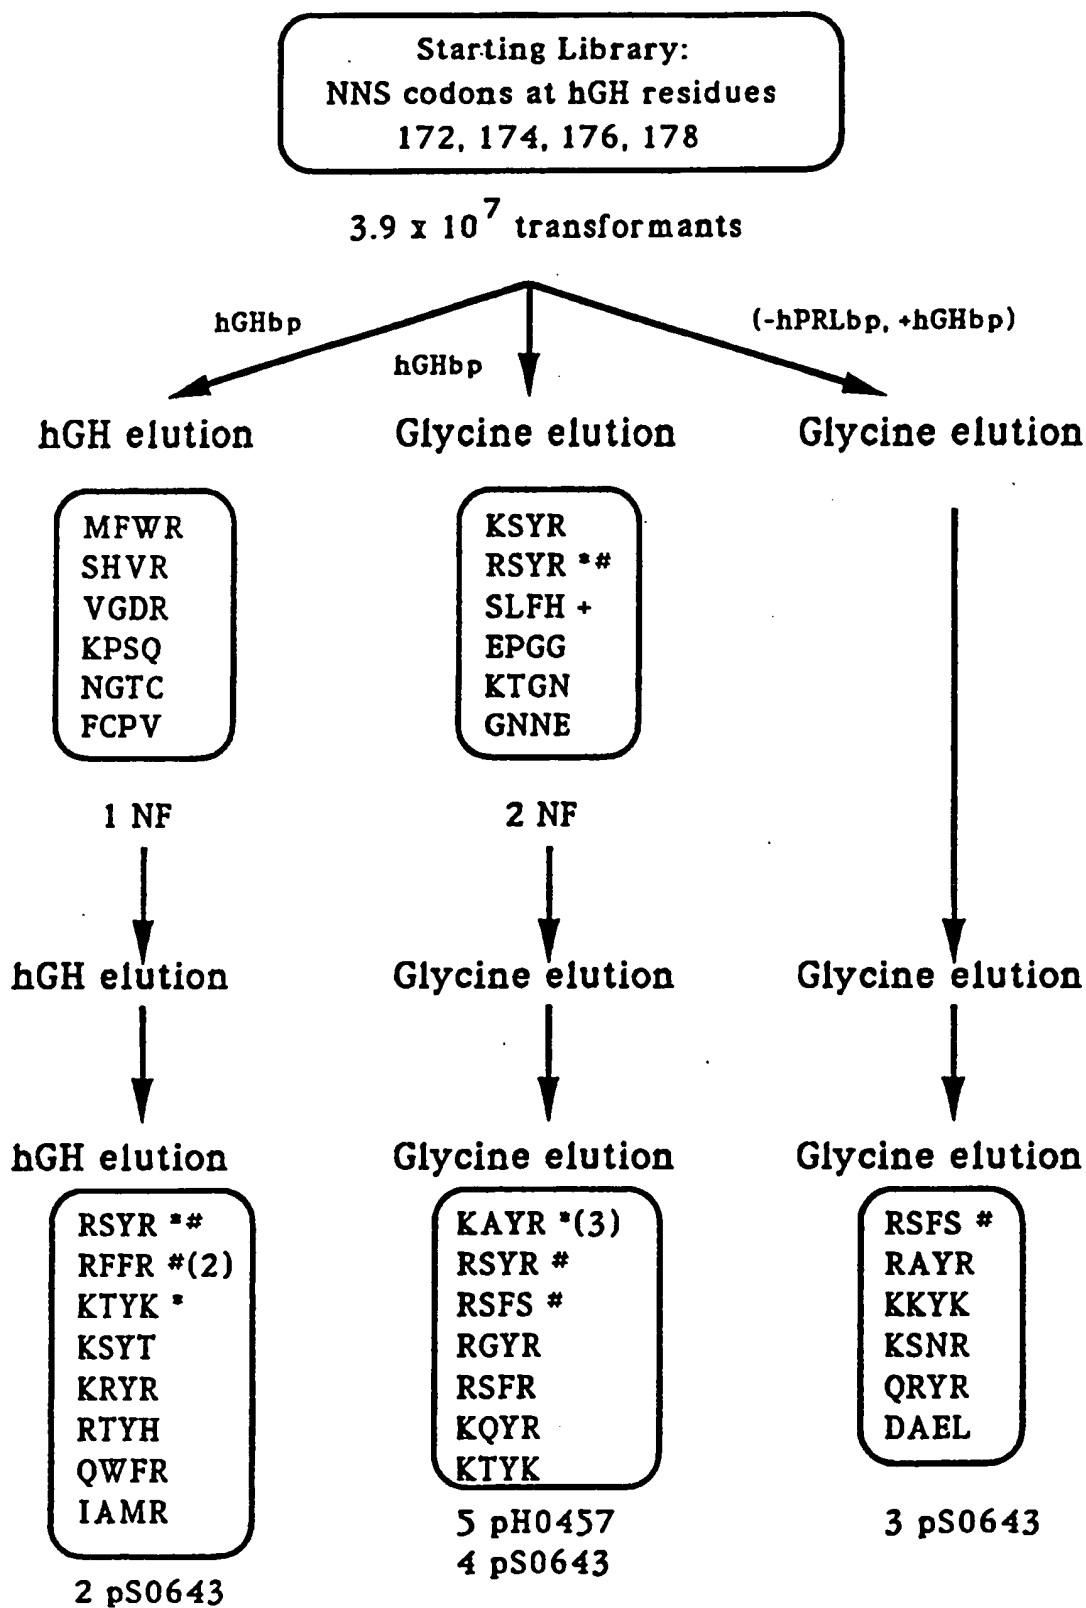 Starting Library:
NNS codons at hGH residues
172, 174, 176, 178
3.9 x 10^7 transformants
hGHbp
hGHbp
(-hPRLbp, +hGHbp)
hGH elution
Glycine elution
Glycine elution
MFWR
SHVR
VGDR
KPSQ
NGTC
FCPV
KSYR
RSYR *#
SLFH +
EPGG
KTGN
GNNE
1 NF
2 NF
hGH elution
Glycine elution
Glycine elution
hGH elution
Glycine elution
Glycine elution
RSYR *#
RFFR #(2)
KTYK *
KSYT
KRYR
RTYH
QWFR
IAMR
2 pS0643
KAYR *(3)
RSYR #
RSFS #
RGYR
RSFR
KQYR
KTYK
5 pH0457
4 pS0643
RSFS #
RAYR
KKYK
KSNR
QRYR
DAEL
3 pS0643